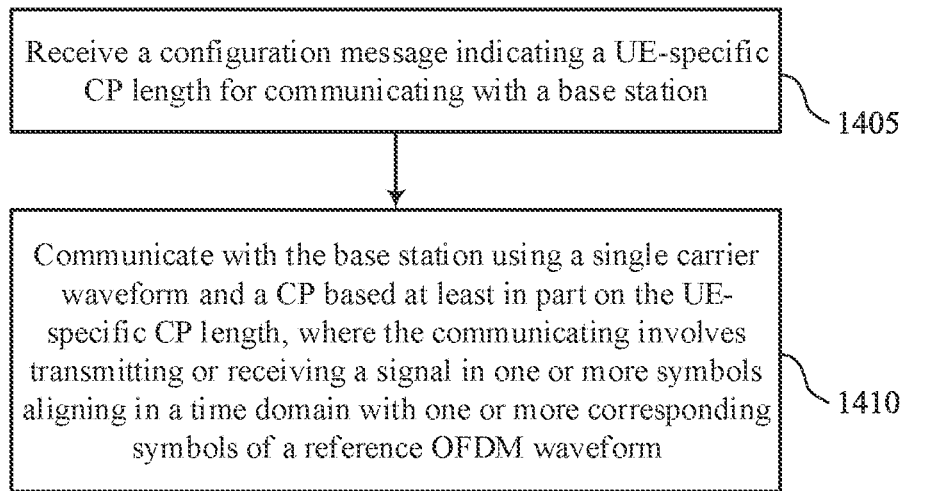 Receive a configuration message indicating a UE-specific
CP length for communicating with a base station
1405
Communicate with the base station using a single carrier
waveform and a CP based at least in part on the UE-
specific CP length, where the communicating involves
transmitting or receiving a signal in one or more symbols
aligning in a time domain with one or more corresponding
symbols of a reference OFDM waveform
1410